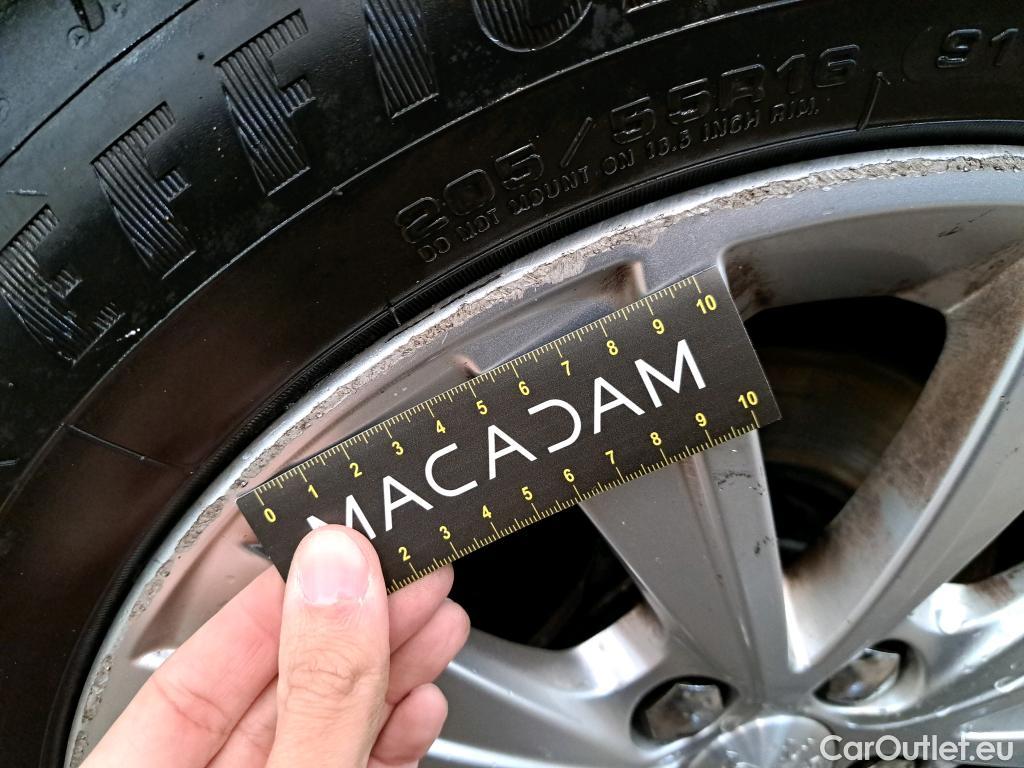 EFFIC
205/55R16 91
DO NOT MOUNT ON 16.5 INCH RIM.
0 1 2 3 4 5 6 7 8 9 10
MACADAM
2 3 4 5 6 7 8 9 10
CarOutlet.eu